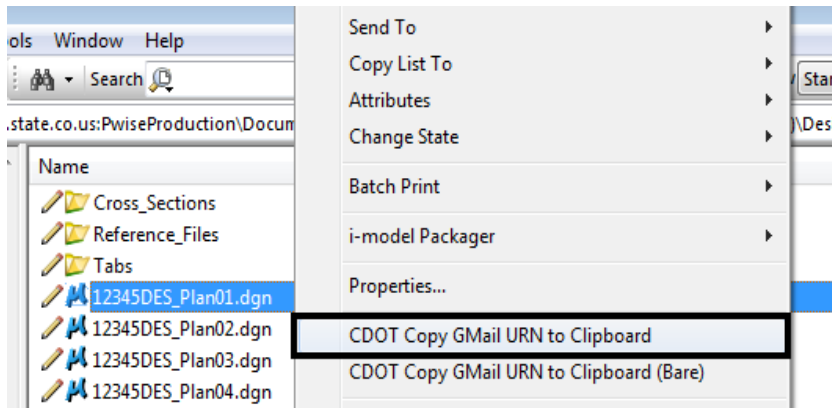 ols Window Help
Search
.state.co.us:PwiseProduction\Docum
Name
Cross_Sections
Reference_Files
Tabs
12345DES_Plan01.dgn
12345DES_Plan02.dgn
12345DES_Plan03.dgn
12345DES_Plan04.dgn
Send To
Copy List To
Attributes
Change State
Batch Print
i-model Packager
Properties...
CDOT Copy GMail URN to Clipboard
CDOT Copy GMail URN to Clipboard (Bare)
Star
)\Des